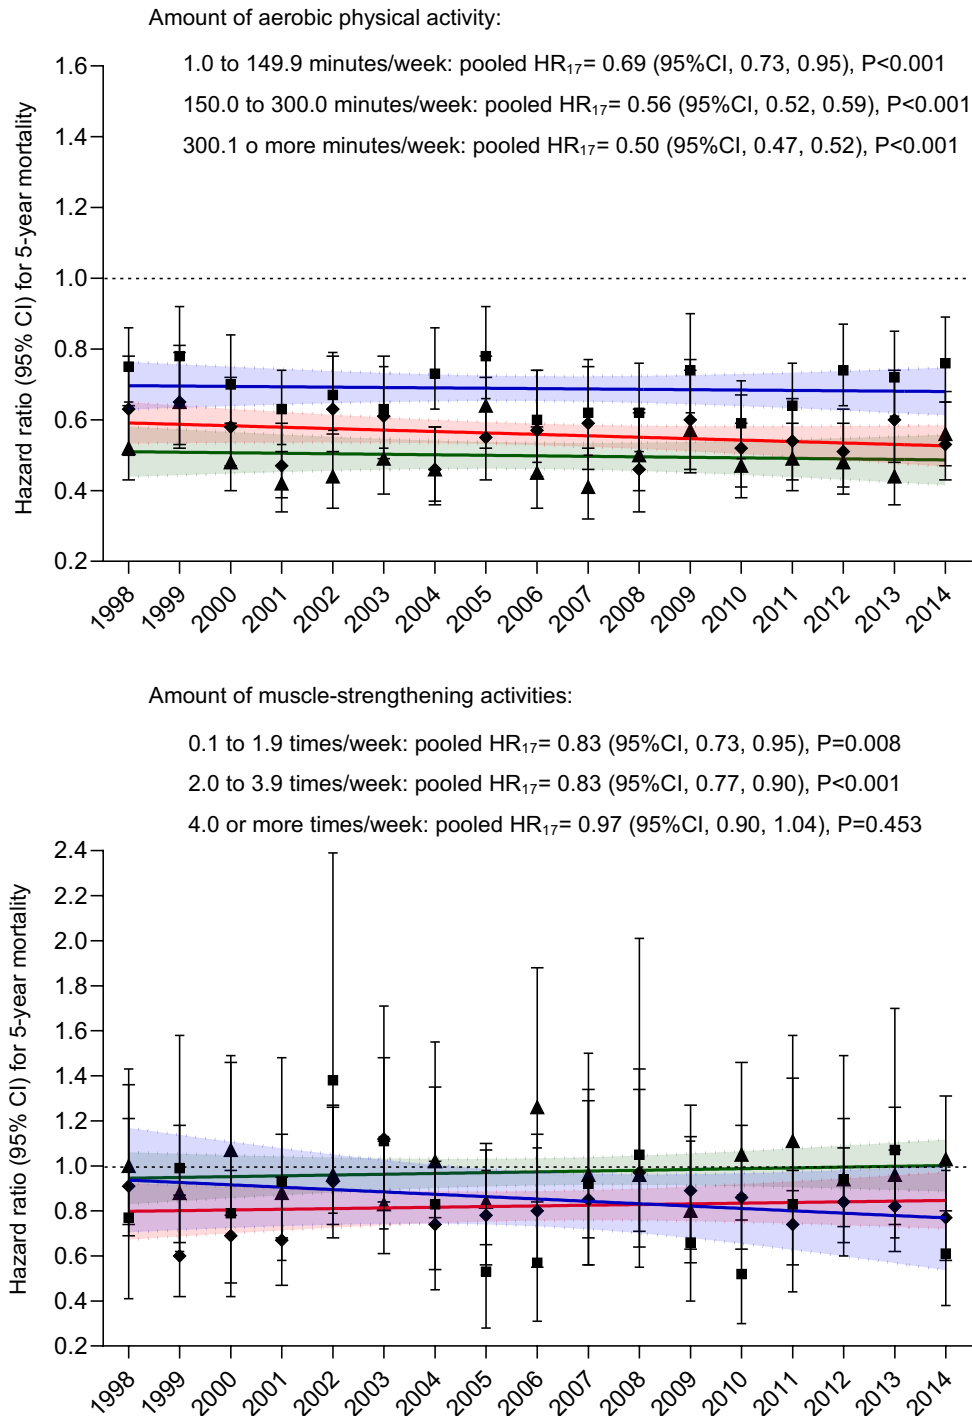 Amount of aerobic physical activity:
1.0 to 149.9 minutes/week: pooled HR₁₇= 0.69 (95%CI, 0.73, 0.95), P<0.001
150.0 to 300.0 minutes/week: pooled HR₁₇= 0.56 (95%CI, 0.52, 0.59), P<0.001
300.1 o more minutes/week: pooled HR₁₇= 0.50 (95%CI, 0.47, 0.52), P<0.001
Hazard ratio (95% CI) for 5-year mortality
1.6
1.4
1.2
1.0
0.8
0.6
0.4
0.2
1998 1999 2000 2001 2002 2003 2004 2005 2006 2007 2008 2009 2010 2011 2012 2013 2014
Amount of muscle-strengthening activities:
0.1 to 1.9 times/week: pooled HR₁₇= 0.83 (95%CI, 0.73, 0.95), P=0.008
2.0 to 3.9 times/week: pooled HR₁₇= 0.83 (95%CI, 0.77, 0.90), P<0.001
4.0 or more times/week: pooled HR₁₇= 0.97 (95%CI, 0.90, 1.04), P=0.453
Hazard ratio (95% CI) for 5-year mortality
2.4
2.2
2.0
1.8
1.6
1.4
1.2
1.0
0.8
0.6
0.4
0.2
1998 1999 2000 2001 2002 2003 2004 2005 2006 2007 2008 2009 2010 2011 2012 2013 2014